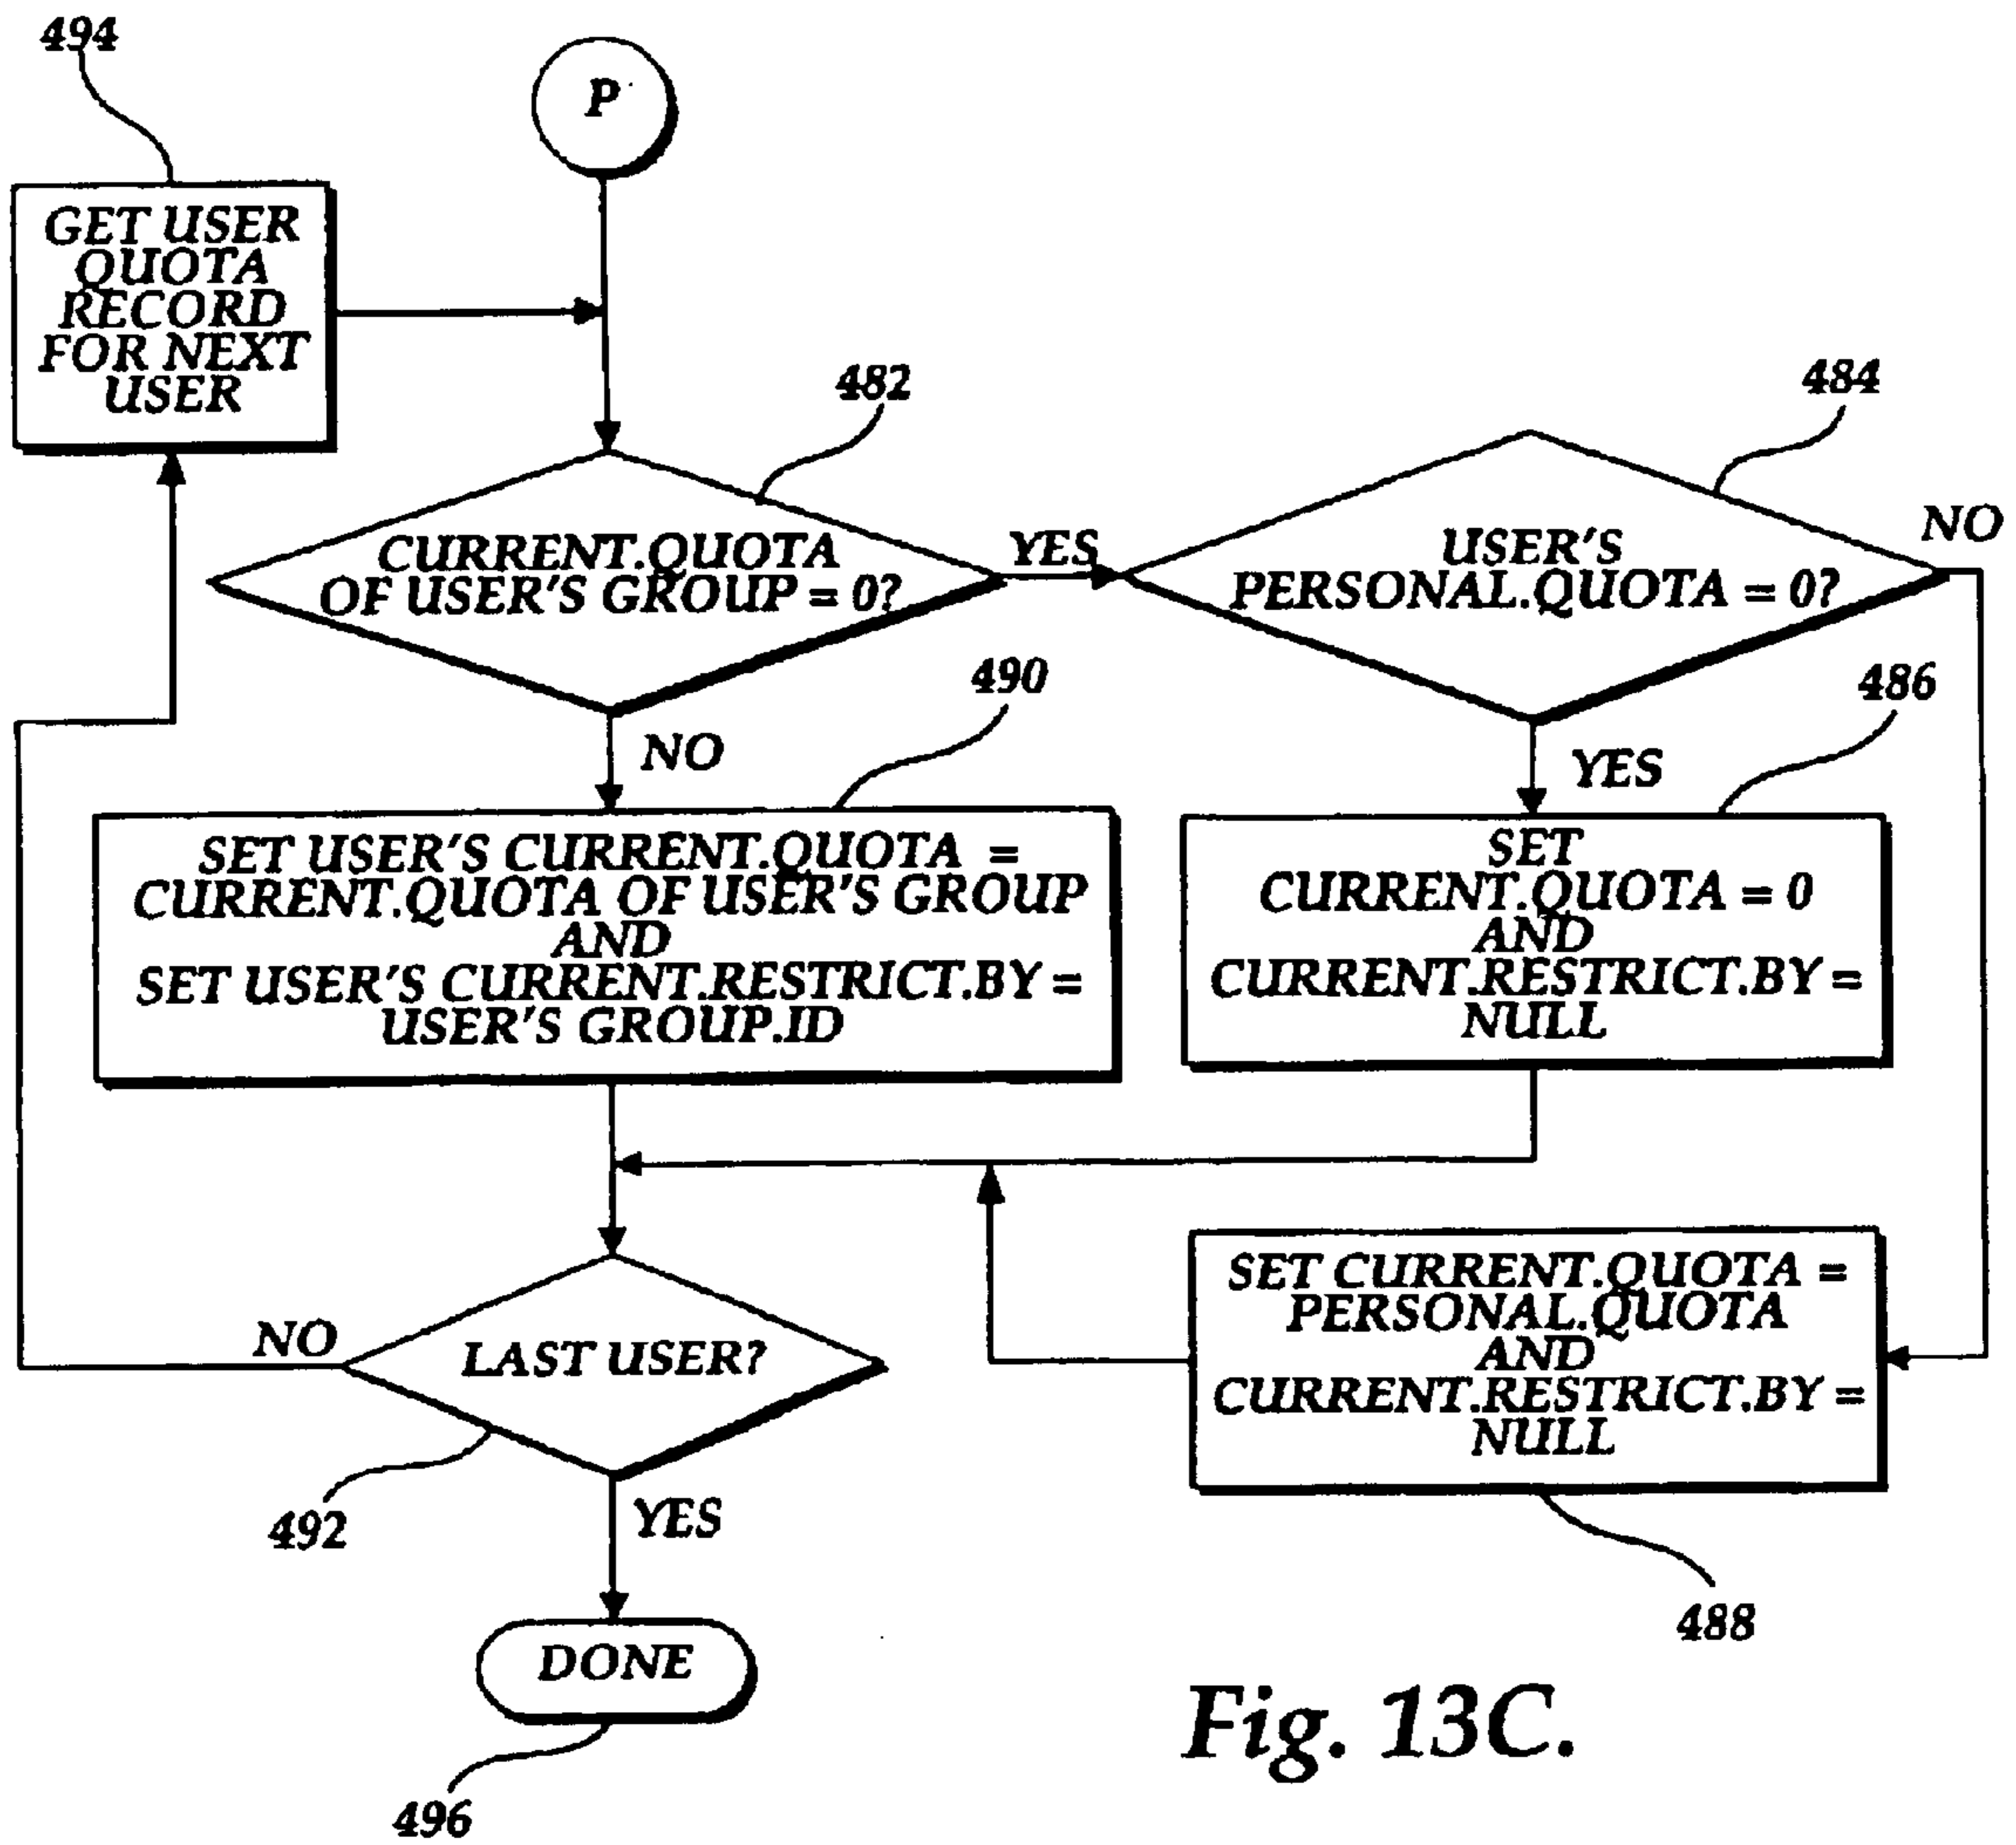 494
P
GET USER
QUOTA
RECORD
FOR NEXT
USER
482
484
CURRENT.QUOTA
OF USER'S GROUP = 0?
YES
USER'S
PERSONAL.QUOTA = 0?
NO
490
486
NO
YES
SET USER'S CURRENT.QUOTA =
CURRENT.QUOTA OF USER'S GROUP
AND
SET USER'S CURRENT.RESTRICT.BY =
USER'S GROUP.ID
SET
CURRENT.QUOTA = 0
AND
CURRENT.RESTRICT.BY =
NULL
NO
LAST USER?
SET CURRENT.QUOTA =
PERSONAL.QUOTA
AND
CURRENT.RESTRICT.BY =
NULL
492
YES
488
DONE
496
Fig. 13C.